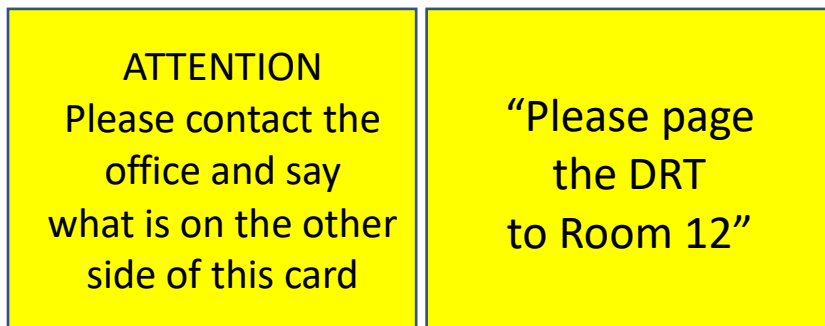 ATTENTION
Please contact the
office and say
what is on the other
side of this card
“Please page
the DRT
to Room 12”